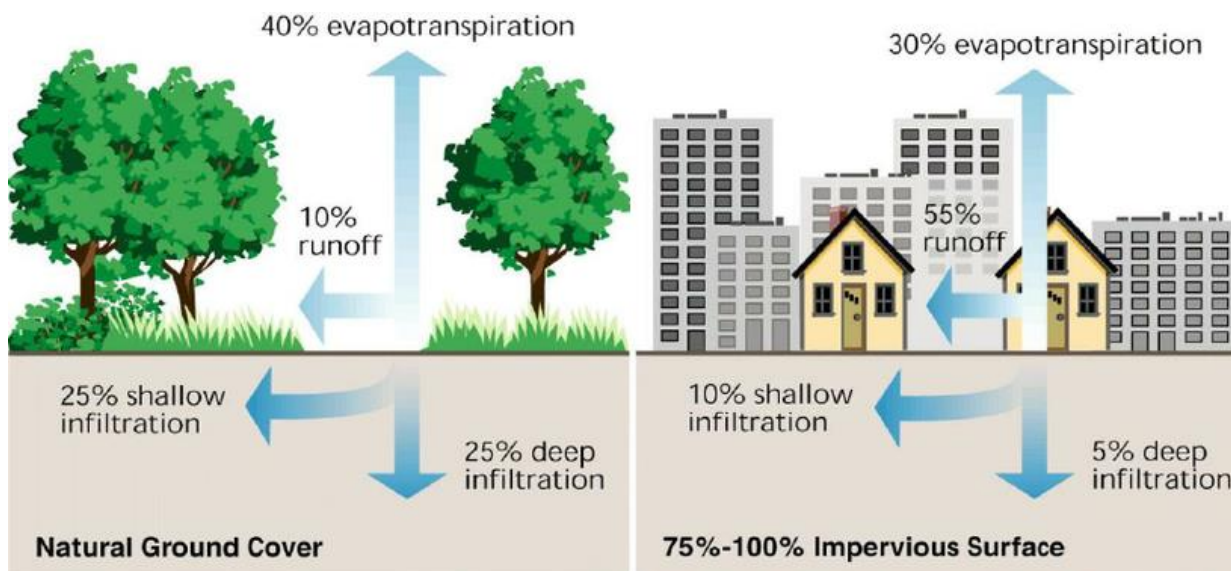 40% evapotranspiration
10%
runoff
25% shallow
infiltration
25% deep
infiltration
Natural Ground Cover
30% evapotranspiration
55%
runoff
10% shallow
infiltration
5% deep
infiltration
75%-100% Impervious Surface